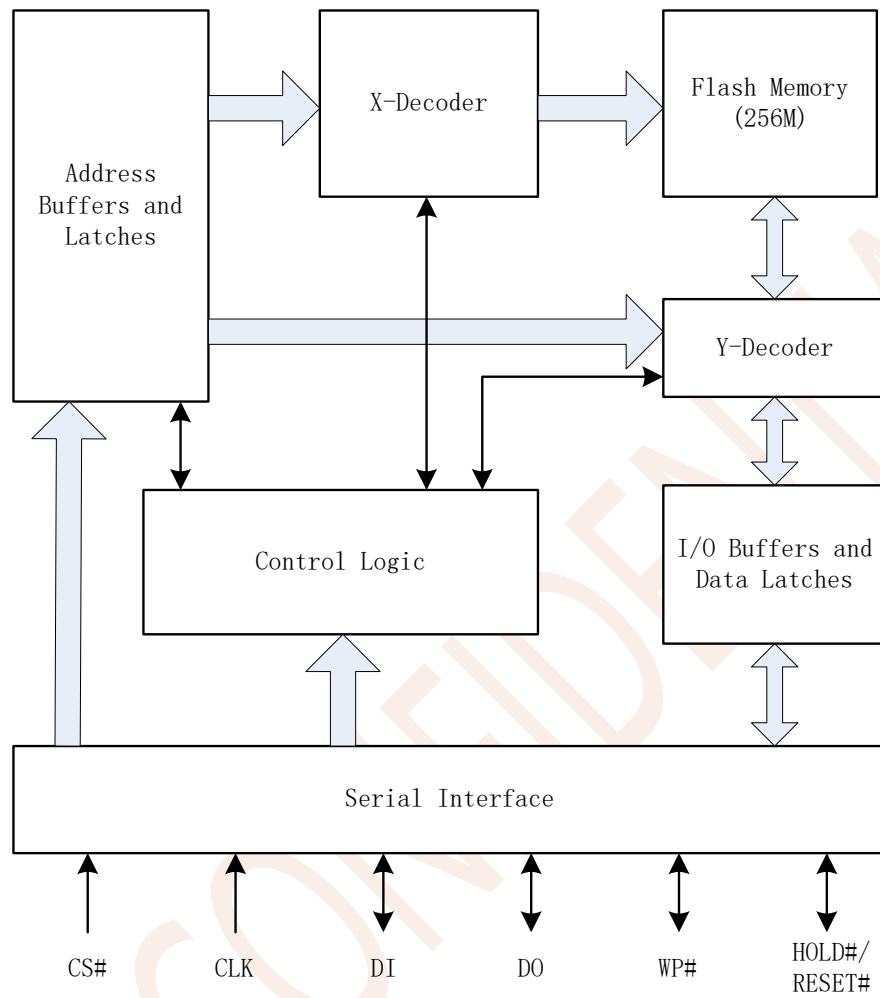 X-Decoder
Flash Memory
(256M)
Address
Buffers and
Latches
Y-Decoder
I/O Buffers and
Data Latches
Control Logic
Serial Interface
CS#
CLK
DI
DO
WP#
HOLD#/
RESET#
CONFIDENTIA